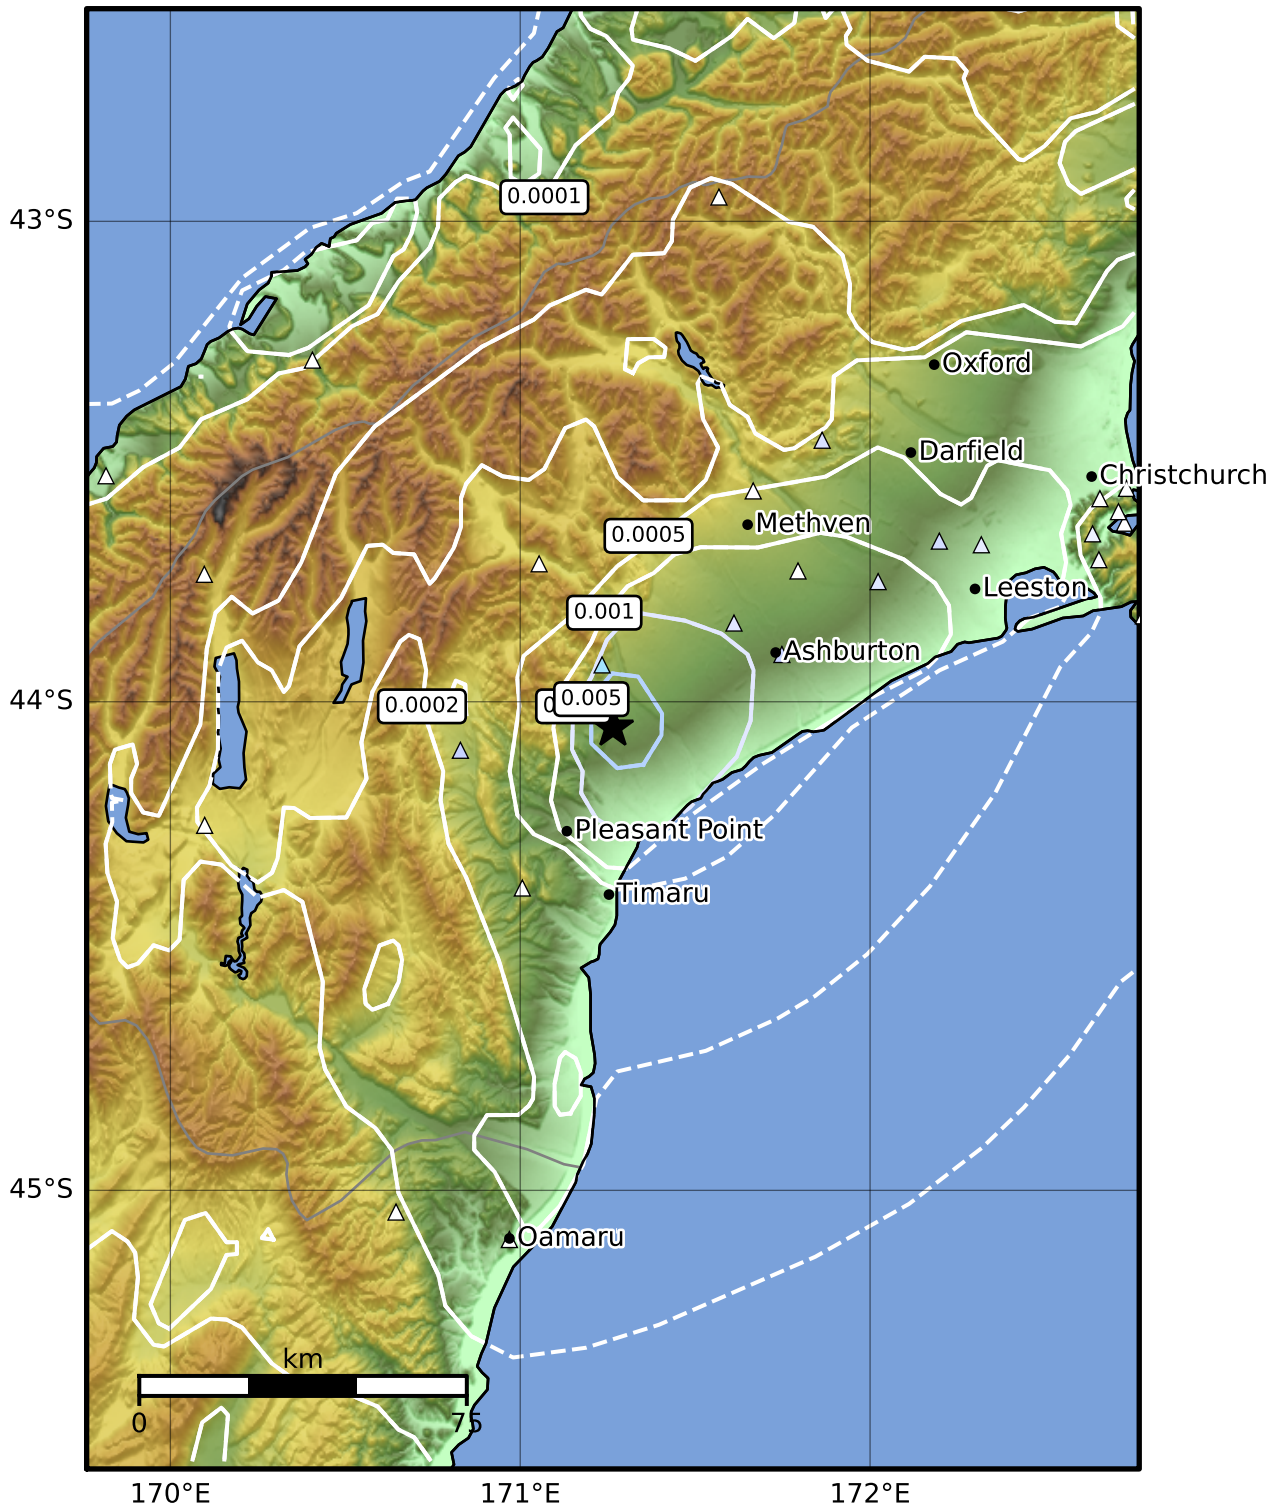 0.0001
43°S
Oxford
Darfield
Christchurch
Methven
0.0005
Leeston
0.001
Ashburton
44°S
0.0002
0.005
Pleasant Point
Timaru
45°S
Oamaru
km
0
75
170°E
171°E
172°E